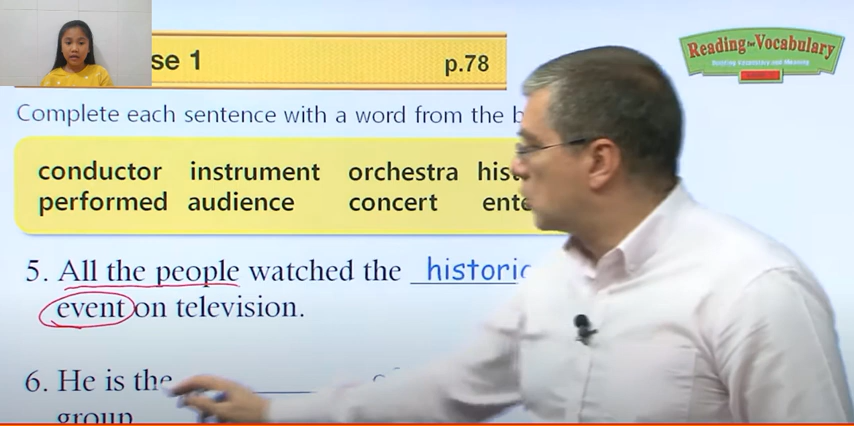 se 1
p.78
Reading for Vocabulary
Complete each sentence with a word from the
conductor instrument orchestra
performed audience concert
5. All the people watched the historic
event on television.
6. He is the
group